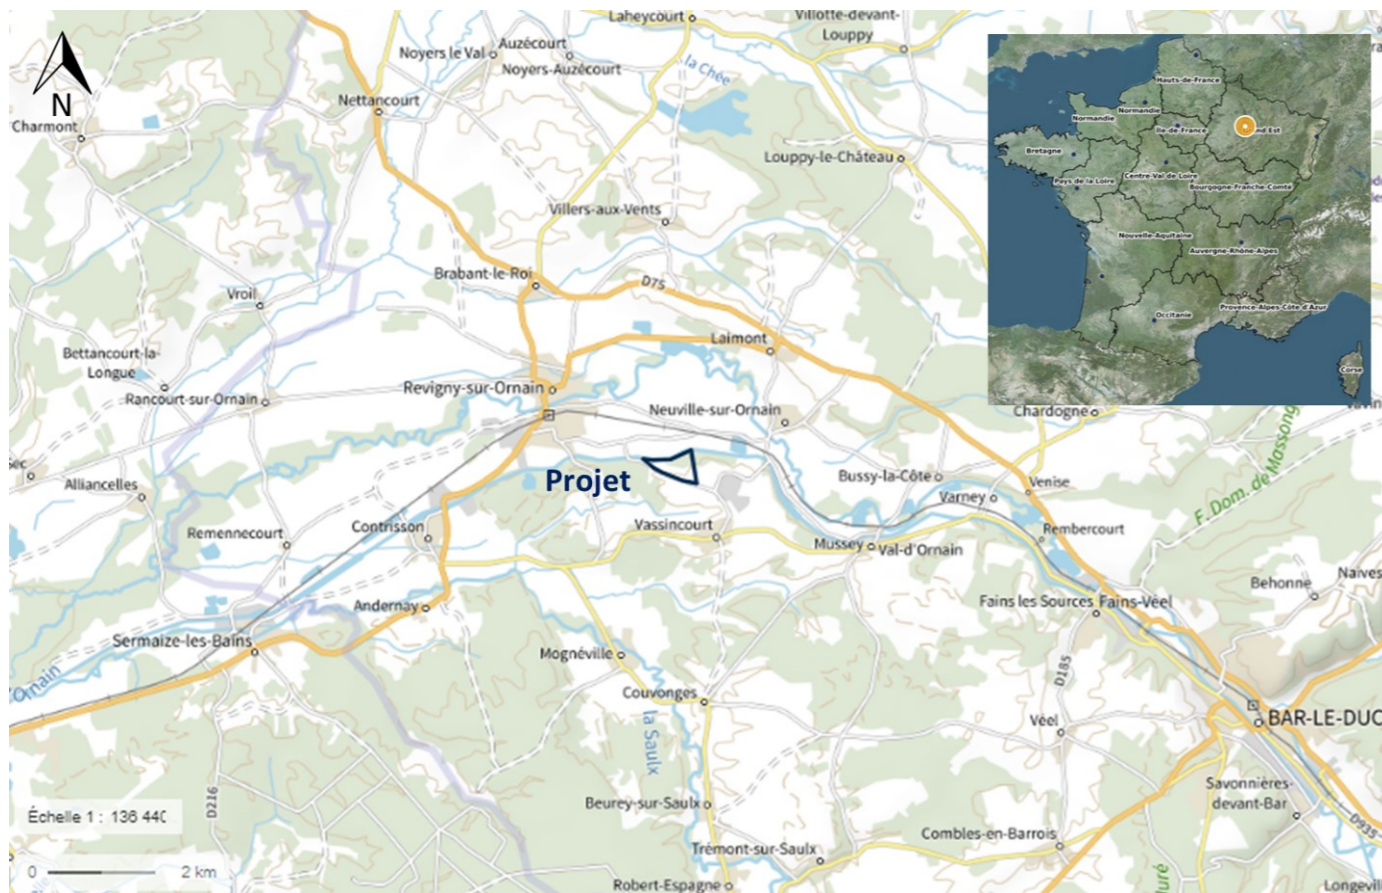 Laheycourt
Villotte-devant-
Louppy
Noyers le Val
Auzécourt
Noyers-Auzécourt
la Chée
N
Nettancourt
Charmont
Louppy-le-Château
Villers-aux-Vents
Brabant-le-Roi
D75
Vroil
Laimont
Bettancourt-la-
Longue
Revigny-sur-Ornain
Rancourt-sur-Ornain
Neuville-sur-Ornain
Chardogne
F. Dom. de Massong
Projet
Alliancelles
Bussy-la-Côte
Varney
Venise
Contrisson
Vassincourt
Rembercourt
Remennecourt
Mussey
Val-d'Ornain
Behonne
Naives
Andernay
Fains les Sources
Fains-Véel
Sermaize-les-Bains
Mognéville
D185
Ornain
Couvonges
la Saulx
Véel
BAR-LE-DUC
Savonnières-
devant-Bar
Beurey-sur-Saulx
D216
Échelle 1 : 136 440
Combles-en-Barrois
D935
Trémont-sur-Saulx
0
2 km
Robert-Espagne
Longevil
Hauts-de-France
Normandie
Normandie
Ile-de-France
and Est
Bretagne
Pays de la Loire
Centre-Val de Loire
Bourgogne-Franche-Comté
Nouvelle-Aquitaine
Auvergne-Rhône-Alpes
Provence-Alpes-Côte d'Azur
Occitanie
Corse